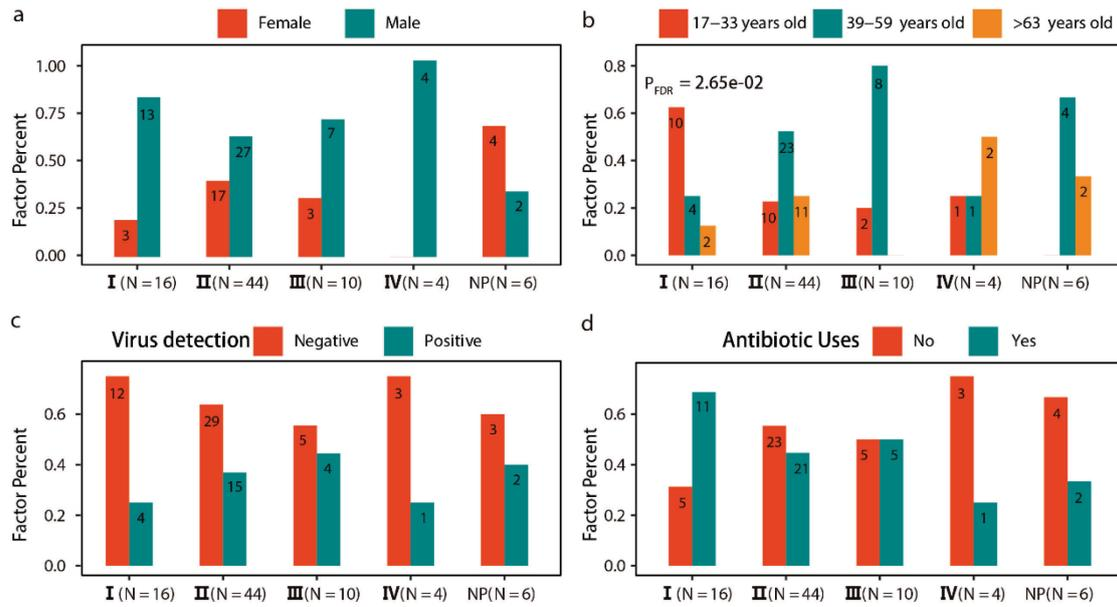 a
Female Male
Factor Percent
1.00
0.75
0.50
0.25
0.00
3 13 17 27 3 7 4 4 2
I (N = 16) II(N = 44) III(N = 10) IV(N = 4) NP(N = 6)
b
17–33 years old 39–59 years old >63 years old
Factor Percent
0.8
0.6
0.4
0.2
0.0
PFDR = 2.65e-02
10 4 2 10 23 11 2 8 1 1 2 4 2
I (N = 16) II(N = 44) III(N = 10) IV(N = 4) NP(N = 6)
c
Virus detection Negative Positive
Factor Percent
0.6
0.4
0.2
0.0
12 4 29 15 5 4 3 1 3 2
I (N = 16) II(N = 44) III(N = 10) IV(N = 4) NP(N = 6)
d
Antibiotic Uses No Yes
Factor Percent
0.6
0.4
0.2
0.0
5 11 23 21 5 5 3 1 4 2
I (N = 16) II(N = 44) III(N = 10) IV(N = 4) NP(N = 6)